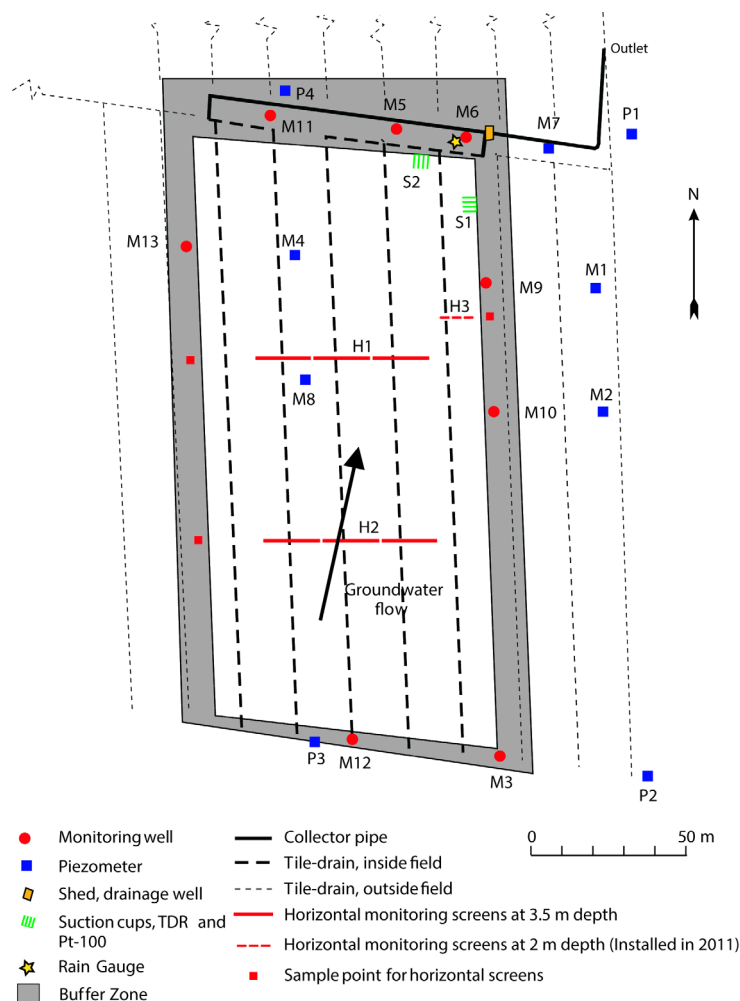 Outlet
P4
M5
M6
M7
P1
M11
S2
S1
N
M13
M4
M9
M1
H3
H1
M8
M2
M10
H2
Groundwater
flow
P3
M12
M3
P2
Monitoring well
Piezometer
Shed, drainage well
Suction cups, TDR and
Pt-100
Rain Gauge
Buffer Zone
Collector pipe
Tile-drain, inside field
Tile-drain, outside field
Horizontal monitoring screens at 3.5 m depth
Horizontal monitoring screens at 2 m depth (Installed in 2011)
Sample point for horizontal screens
0 50 m